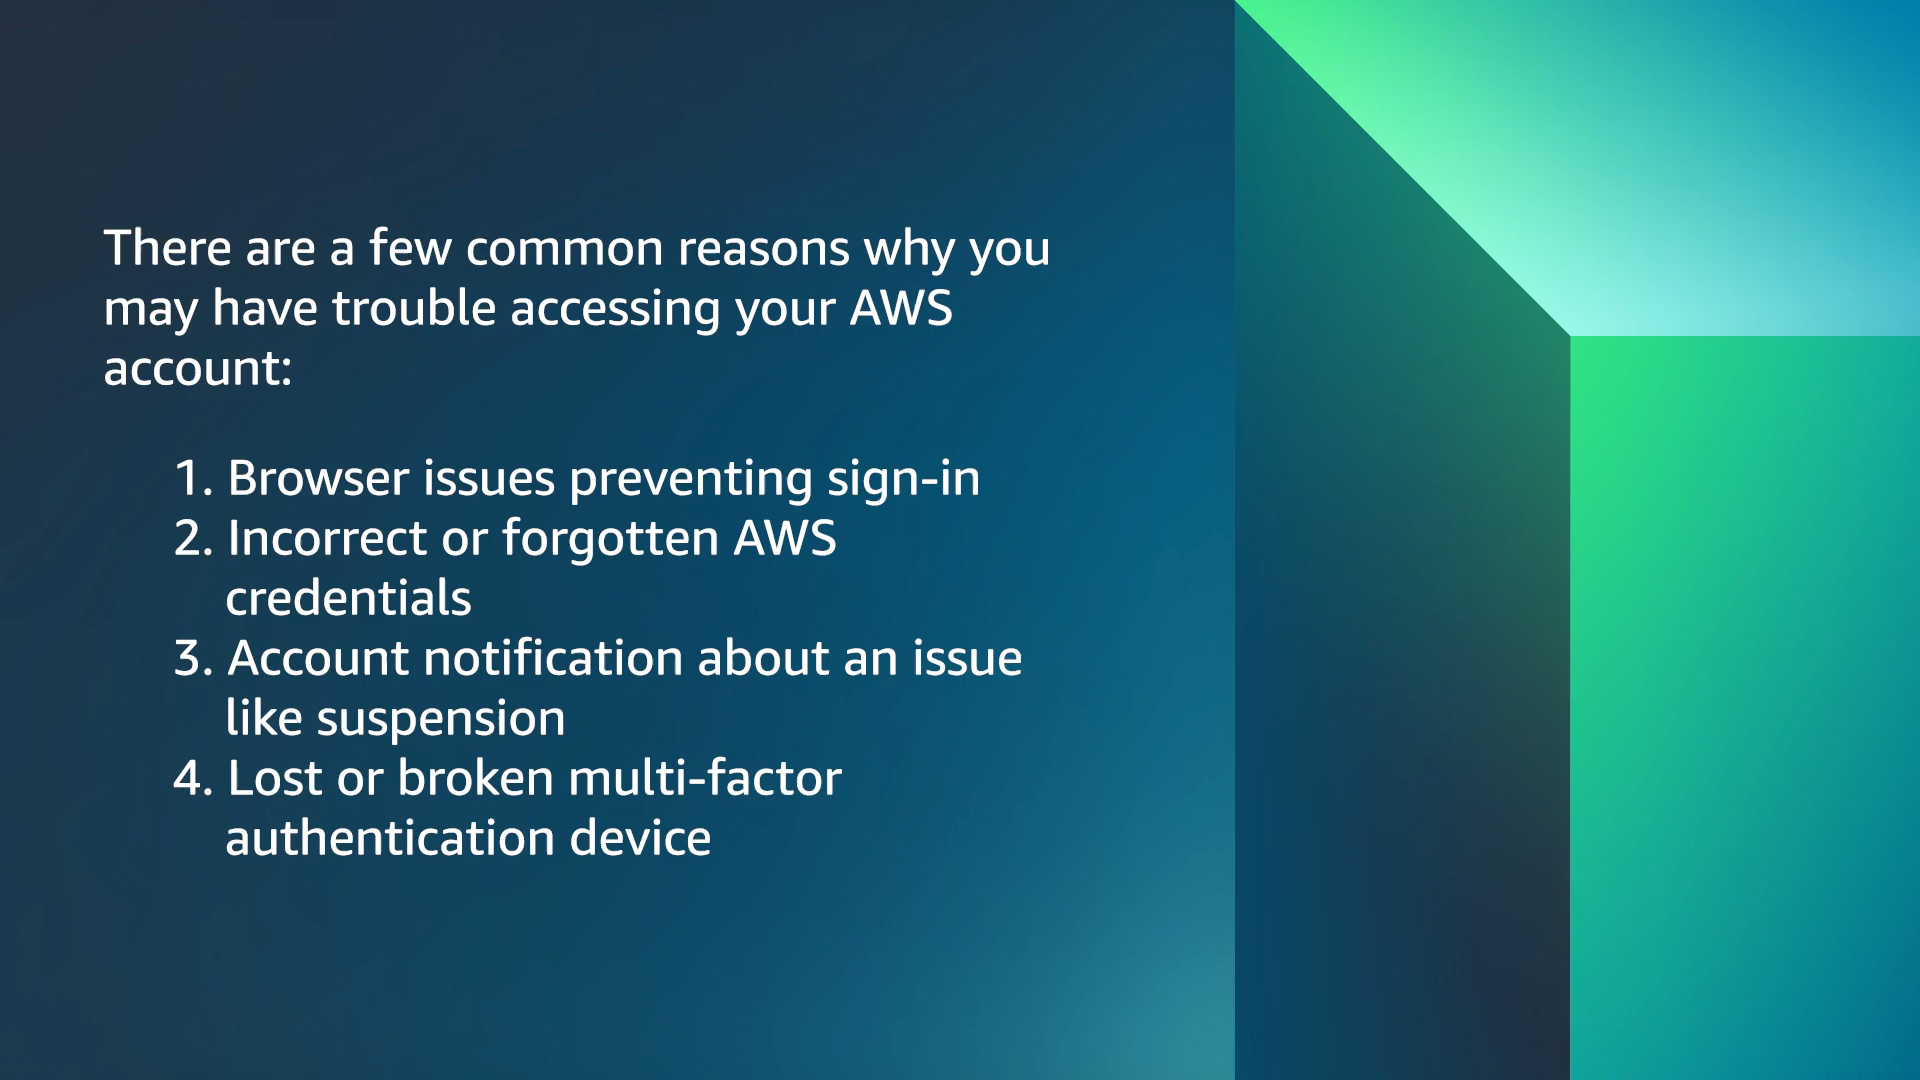 There are a few common reasons why you
may have trouble accessing your AWS
account:
1. Browser issues preventing sign-in
2. Incorrect or forgotten AWS
credentials
3. Account notification about an issue
like suspension
4. Lost or broken multi-factor
authentication device